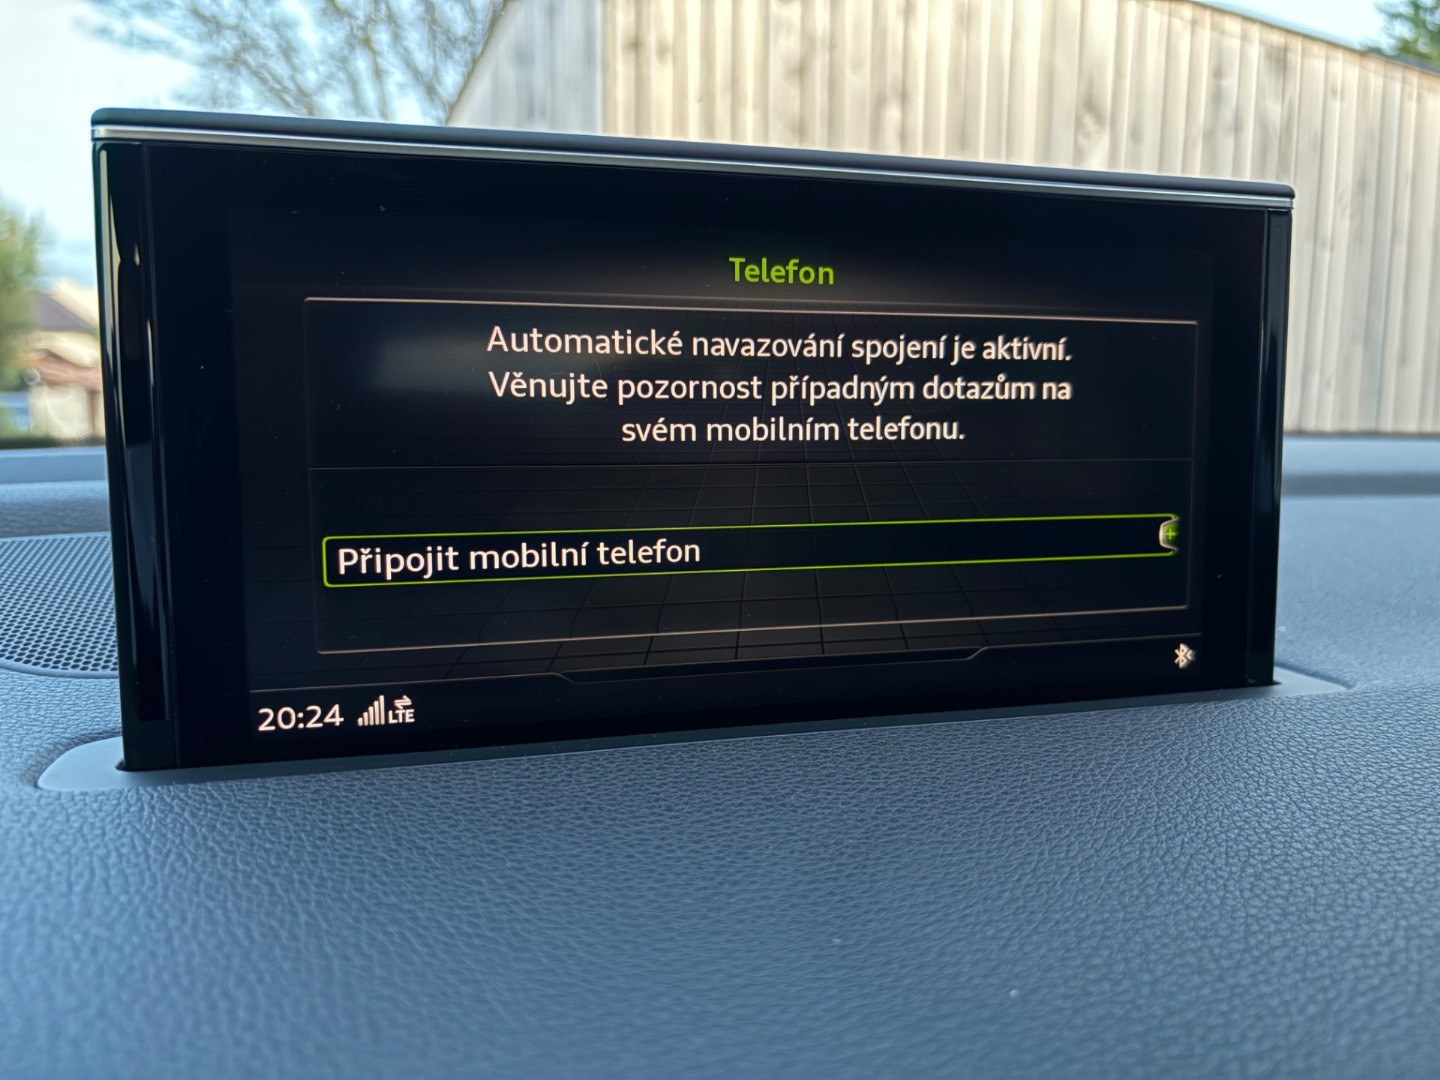 Telefon
Automatické navazování spojení je aktivní.
Věnujte pozornost případným dotazům na
svém mobilním telefonu.
Připojit mobilní telefon
20:24 LTE